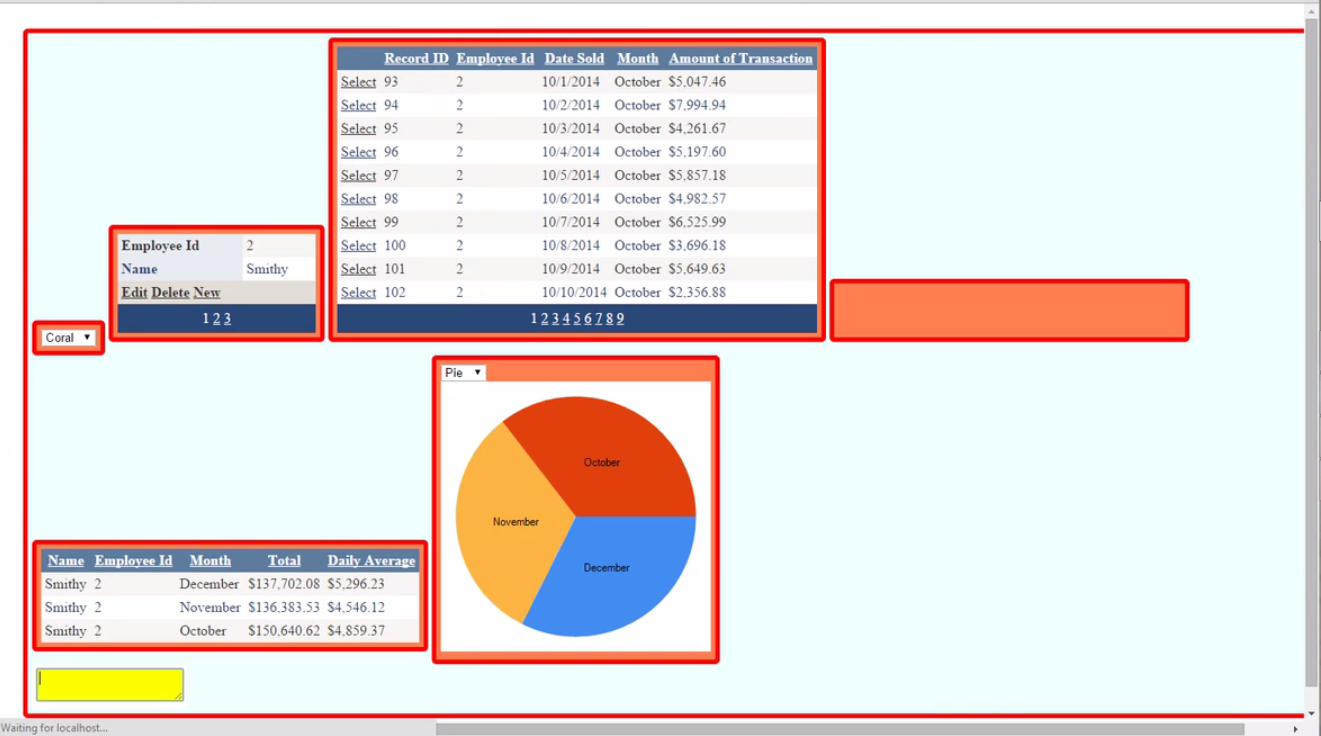 Record ID Employee Id Date Sold Month Amount of Transaction
Select 93 2 10/1/2014 October $5,047.46
Select 94 2 10/2/2014 October $7,994.94
Select 95 2 10/3/2014 October $4,261.67
Select 96 2 10/4/2014 October $5,197.60
Select 97 2 10/5/2014 October $5,857.18
Select 98 2 10/6/2014 October $4,982.57
Select 99 2 10/7/2014 October $6,525.99
Select 100 2 10/8/2014 October $3,696.18
Select 101 2 10/9/2014 October $5,649.63
Select 102 2 10/10/2014 October $2,356.88
1 2 3 4 5 6 7 8 9
Employee Id 2
Name Smithy
Edit Delete New
1 2 3
Coral
Pie
October
November
December
Name Employee Id Month Total Daily Average
Smithy 2 December $137,702.08 $5,296.23
Smithy 2 November $136,383.53 $4,546.12
Smithy 2 October $150,640.62 $4,859.37
Waiting for localhost...